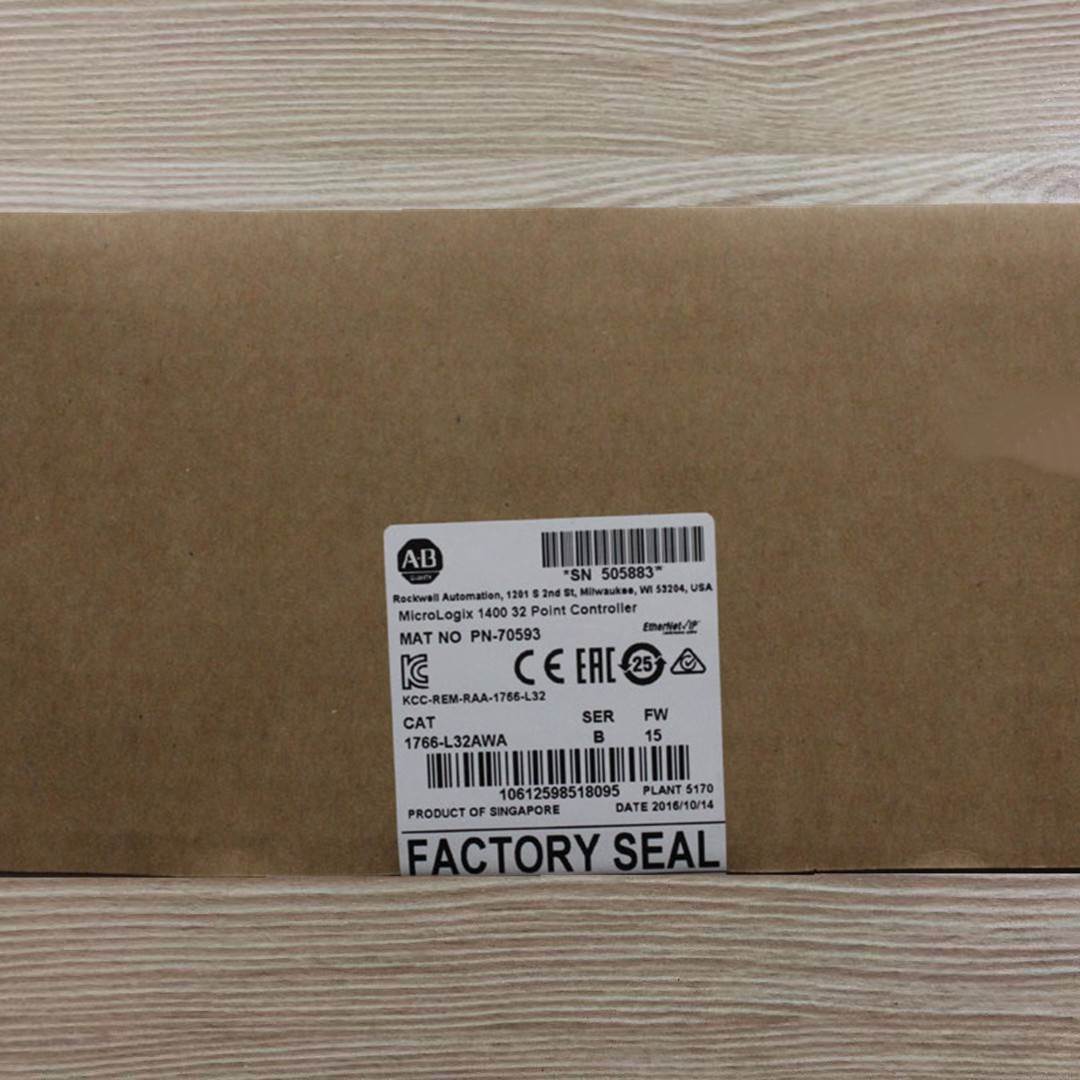 A·B
QUALITY
*SN 505883*
Rockwell Automation, 1201 S 2nd St, Milwaukee, WI 53204, USA
MicroLogix 1400 32 Point Controller
MAT NO PN-70593
EtherNet/IP
KC
CE EAC 25
KCC-REM-RAA-1766-L32
CAT SER FW
1766-L32AWA B 15
10612598518095 PLANT 5170
PRODUCT OF SINGAPORE DATE 2016/10/14
FACTORY SEAL